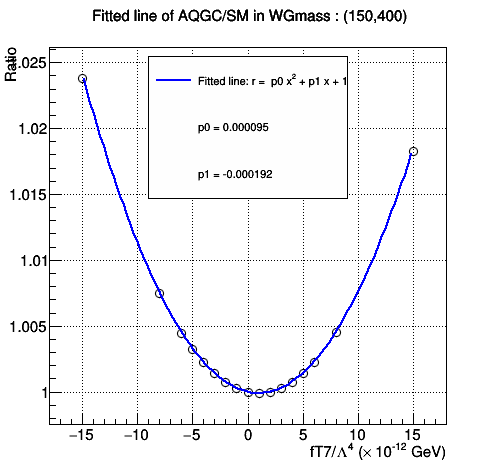 Fitted line of AQGC/SM in WGmass : (150,400)
Ratio
1.025
1.02
1.015
1.01
1.005
1
Fitted line: r = p0 x² + p1 x + 1
p0 = 0.000095
p1 = -0.000192
−15 −10 −5 0 5 10 15
fT7/Λ⁴ (× 10⁻¹² GeV)